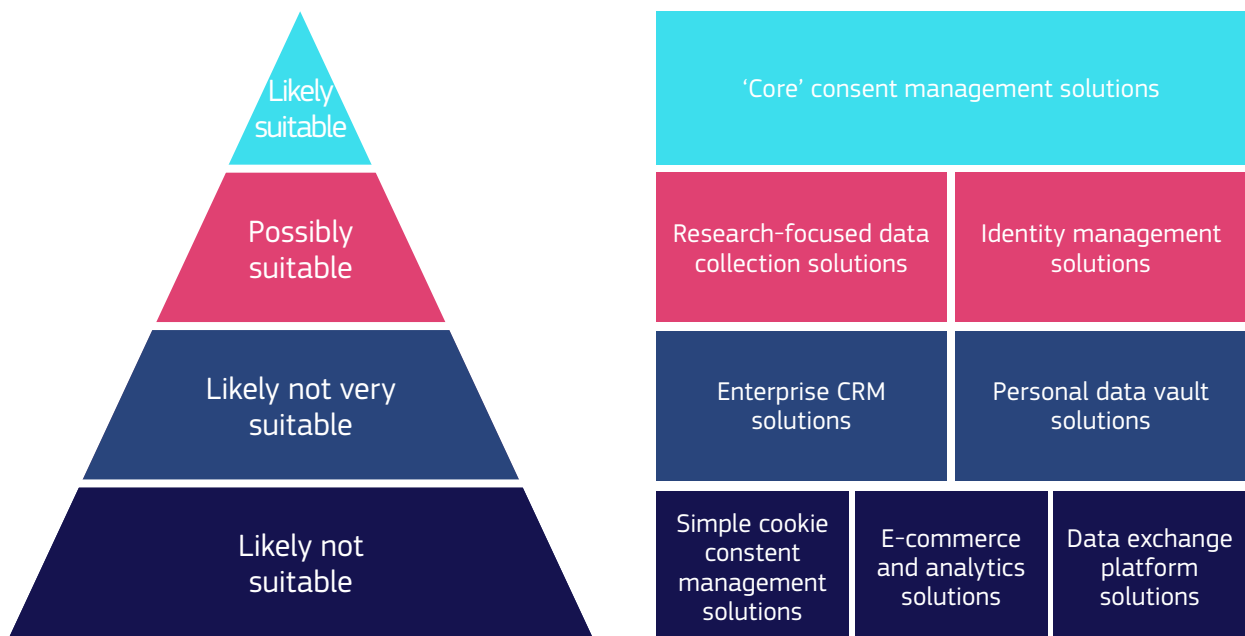 Likely
suitable
‘Core’ consent management solutions
Possibly
suitable
Research-focused data
collection solutions
Identity management
solutions
Likely not very
suitable
Enterprise CRM
solutions
Personal data vault
solutions
Likely not
suitable
Simple cookie
constent
management
solutions
E-commerce
and analytics
solutions
Data exchange
platform
solutions